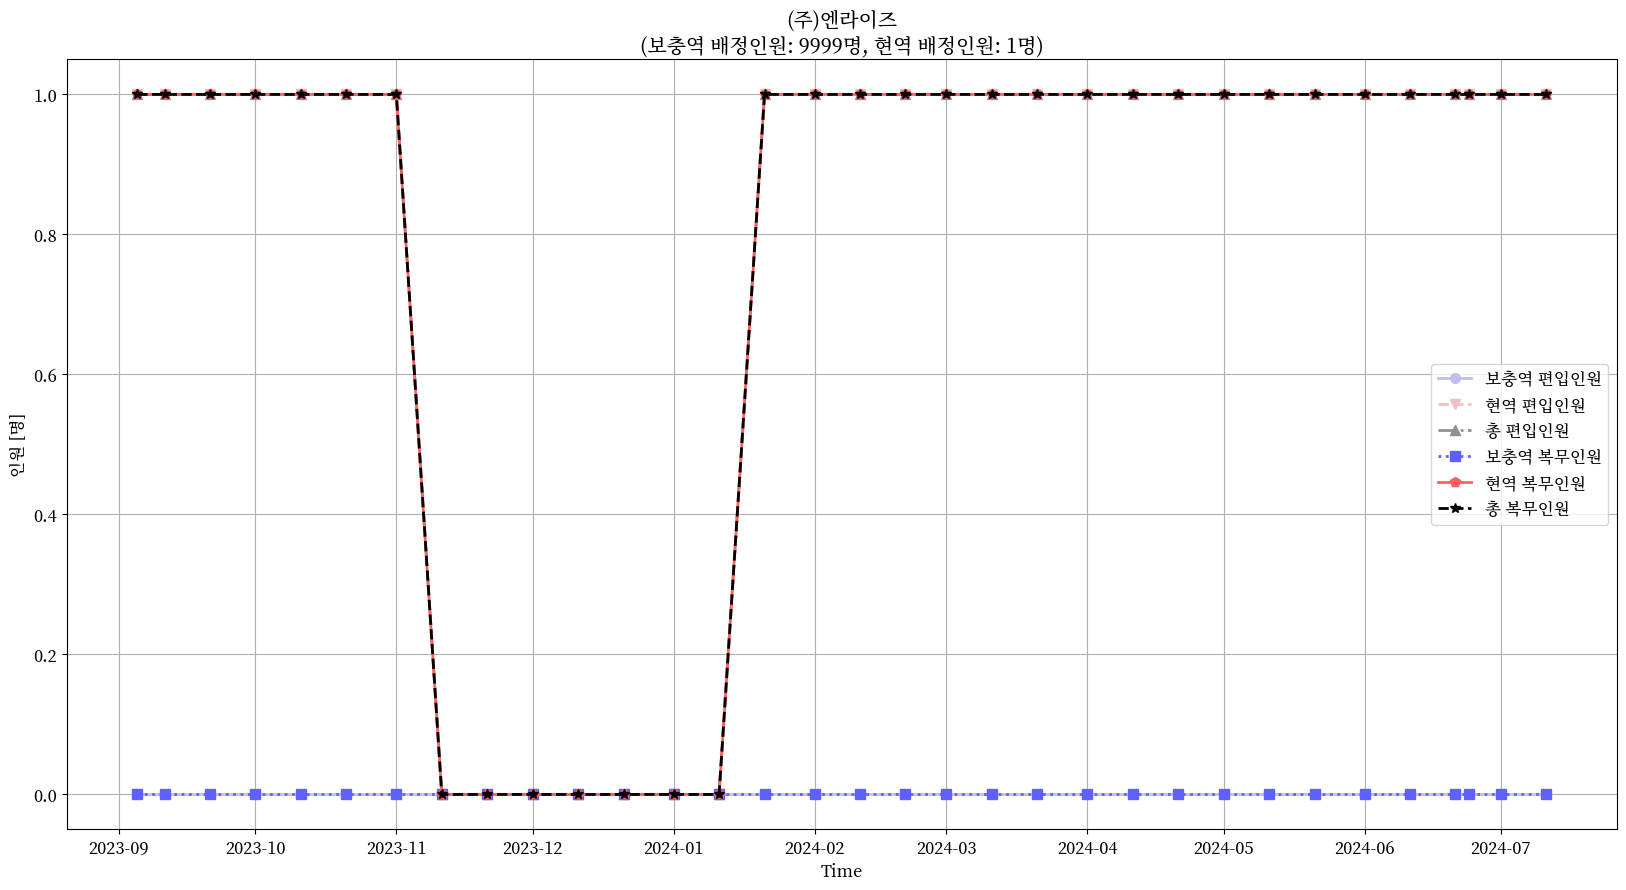 (주)엔라이즈
(보충역 배정인원: 9999명, 현역 배정인원: 1명)
인원 [명]
1.0
0.8
0.6
0.4
0.2
0.0
보충역 편입인원
현역 편입인원
총 편입인원
보충역 복무인원
현역 복무인원
총 복무인원
2023-09 2023-10 2023-11 2023-12 2024-01 2024-02 2024-03 2024-04 2024-05 2024-06 2024-07
Time